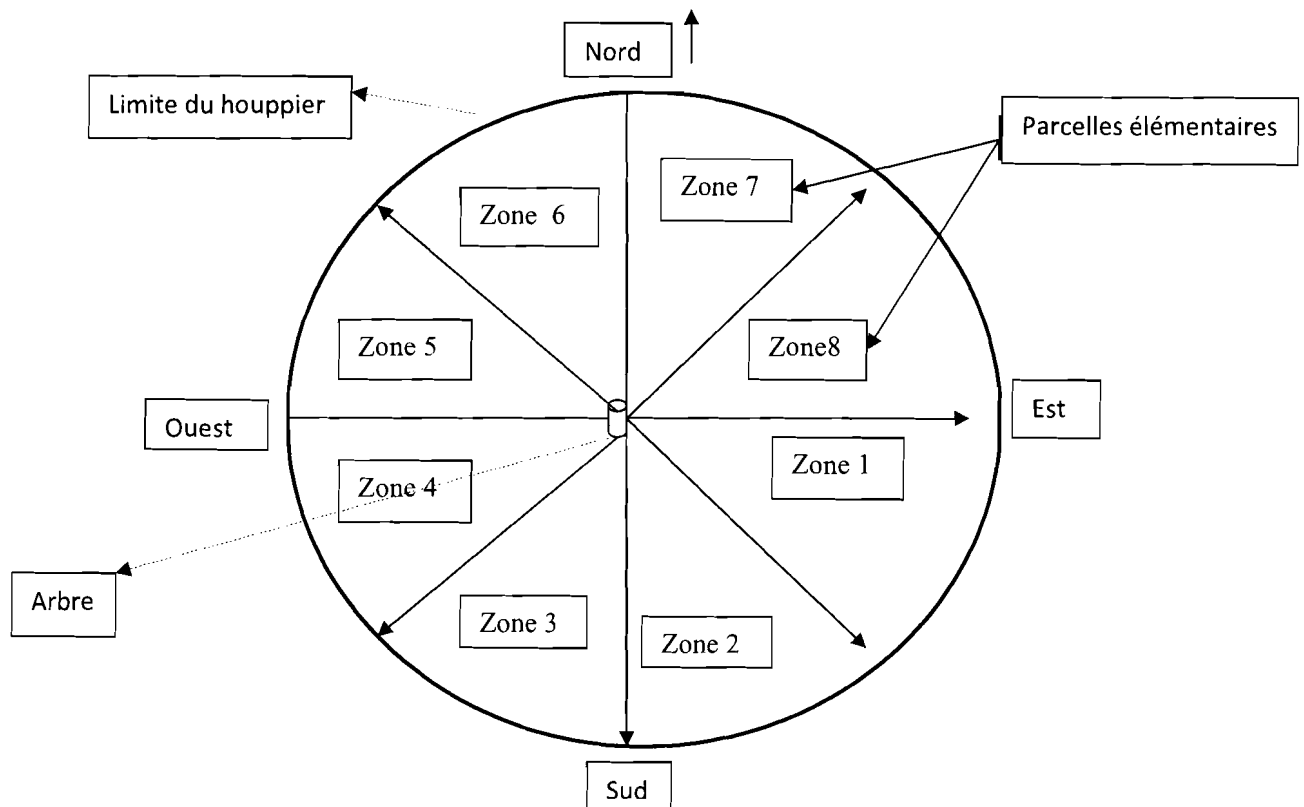 Nord
Limite du houppier
Parcelles élémentaires
Zone 7
Zone 6
Zone 5
Zone8
Ouest
Est
Zone 4
Zone 1
Arbre
Zone 3
Zone 2
Sud